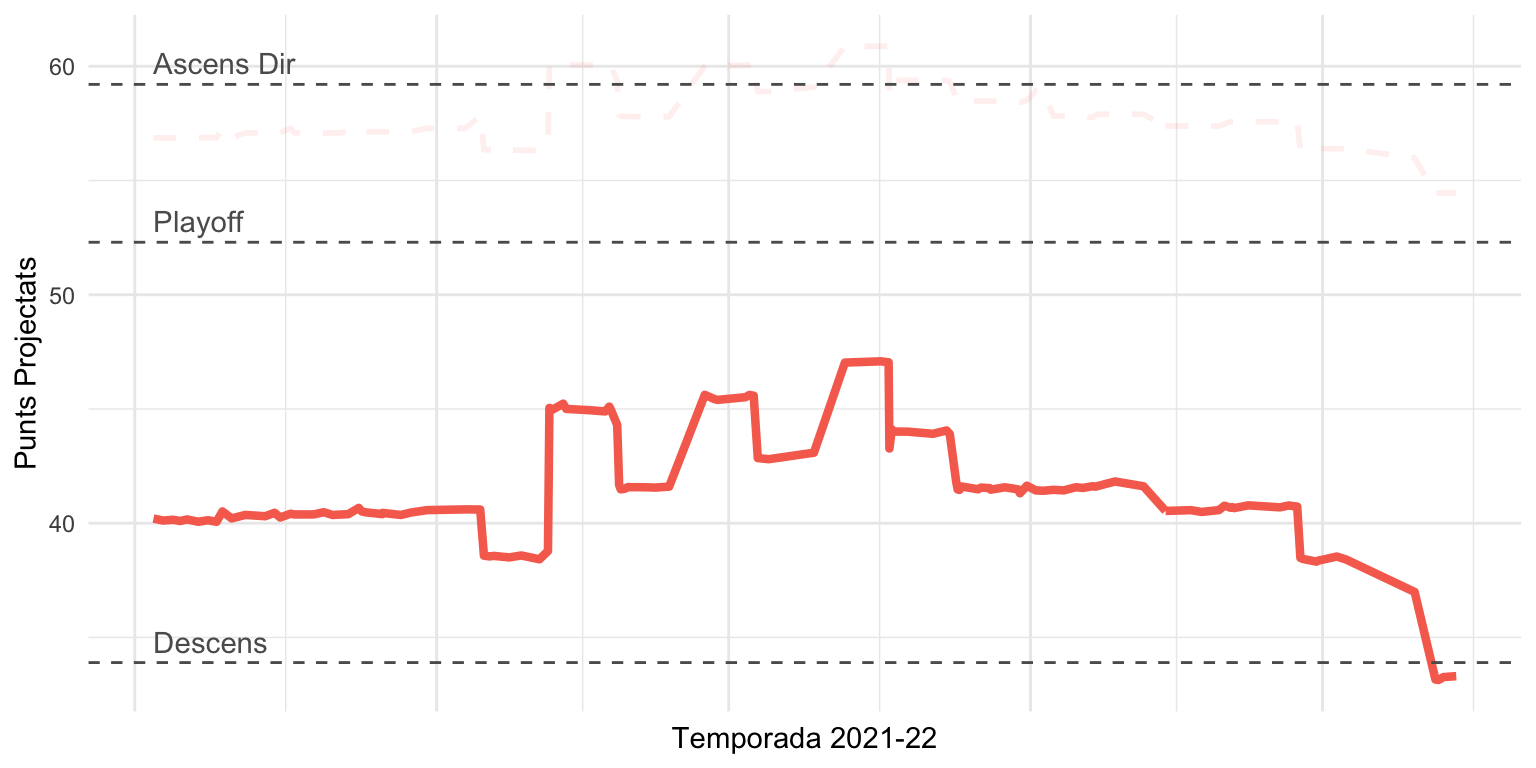 60
Ascens Dir
Playoff
50
Punts Projectats
40
Descens
Temporada 2021-22